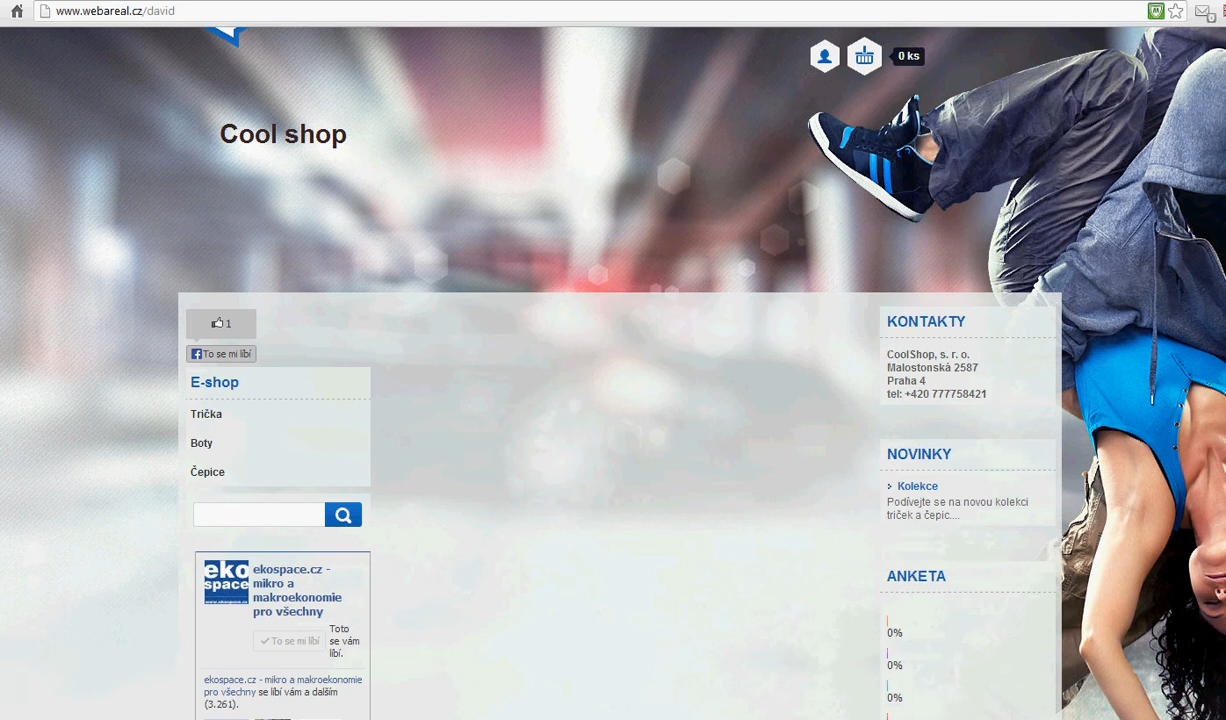 www.webareal.cz/david
0 ks
Cool shop
1
To se mi líbí
E-shop
Trička
Boty
Čepice
eko
space
ekospace.cz -
mikro a
makroekonomie
pro všechny
To se mi líbí
Toto
se vám
líbí.
ekospace.cz - mikro a makroekonomie
pro všechny se líbí vám a dalším
(3.261).
KONTAKTY
CoolShop, s. r. o.
Malostonská 2587
Praha 4
tel: +420 777758421
NOVINKY
Kolekce
Podívejte se na novou kolekci
triček a čepic....
ANKETA
0%
0%
0%